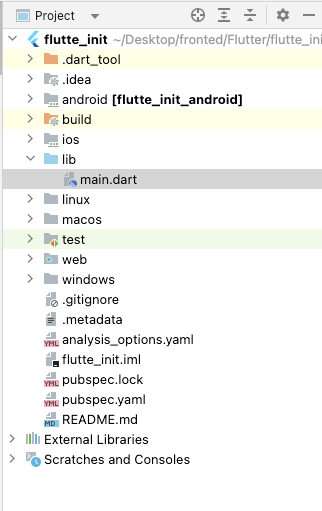 Project
flutte_init ~/Desktop/fronted/Flutter/flutte_ini
.dart_tool
.idea
android [flutte_init_android]
build
ios
lib
main.dart
linux
macos
test
web
windows
.gitignore
.metadata
analysis_options.yaml
flutte_init.iml
pubspec.lock
pubspec.yaml
README.md
External Libraries
Scratches and Consoles